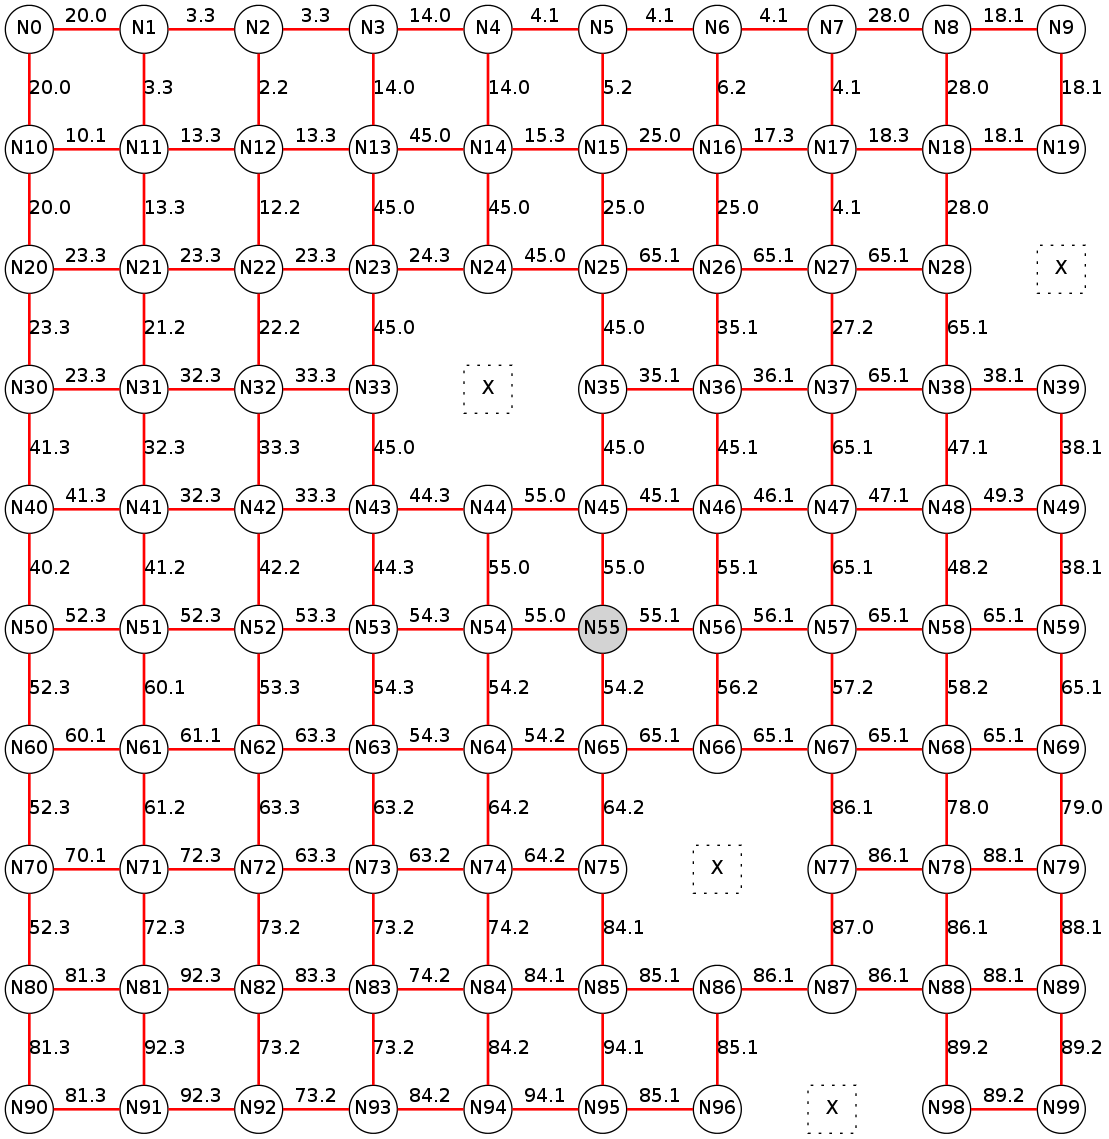 20.0 3.3 3.3 14.0 4.1 4.1 4.1 28.0 18.1
N0 N1 N2 N3 N4 N5 N6 N7 N8 N9
20.0 3.3 2.2 14.0 14.0 5.2 6.2 4.1 28.0 18.1
10.1 13.3 13.3 45.0 15.3 25.0 17.3 18.3 18.1
N10 N11 N12 N13 N14 N15 N16 N17 N18 N19
20.0 13.3 12.2 45.0 45.0 25.0 25.0 4.1 28.0
23.3 23.3 23.3 24.3 45.0 65.1 65.1 65.1
N20 N21 N22 N23 N24 N25 N26 N27 N28 X
23.3 21.2 22.2 45.0 45.0 35.1 27.2 65.1
23.3 32.3 33.3 35.1 36.1 65.1 38.1
N30 N31 N32 N33 X N35 N36 N37 N38 N39
41.3 32.3 33.3 45.0 45.0 45.1 65.1 47.1 38.1
41.3 32.3 33.3 44.3 55.0 45.1 46.1 47.1 49.3
N40 N41 N42 N43 N44 N45 N46 N47 N48 N49
40.2 41.2 42.2 44.3 55.0 55.0 55.1 65.1 48.2 38.1
52.3 52.3 53.3 54.3 55.0 55.1 56.1 65.1 65.1
N50 N51 N52 N53 N54 N55 N56 N57 N58 N59
52.3 60.1 53.3 54.3 54.2 54.2 56.2 57.2 58.2 65.1
60.1 61.1 63.3 54.3 54.2 65.1 65.1 65.1 65.1
N60 N61 N62 N63 N64 N65 N66 N67 N68 N69
52.3 61.2 63.3 63.2 64.2 64.2 86.1 78.0 79.0
70.1 72.3 63.3 63.2 64.2 86.1 88.1
N70 N71 N72 N73 N74 N75 X N77 N78 N79
52.3 72.3 73.2 73.2 74.2 84.1 87.0 86.1 88.1
81.3 92.3 83.3 74.2 84.1 85.1 86.1 86.1 88.1
N80 N81 N82 N83 N84 N85 N86 N87 N88 N89
81.3 92.3 73.2 73.2 84.2 94.1 85.1 89.2 89.2
81.3 92.3 73.2 84.2 94.1 85.1 89.2
N90 N91 N92 N93 N94 N95 N96 X N98 N99